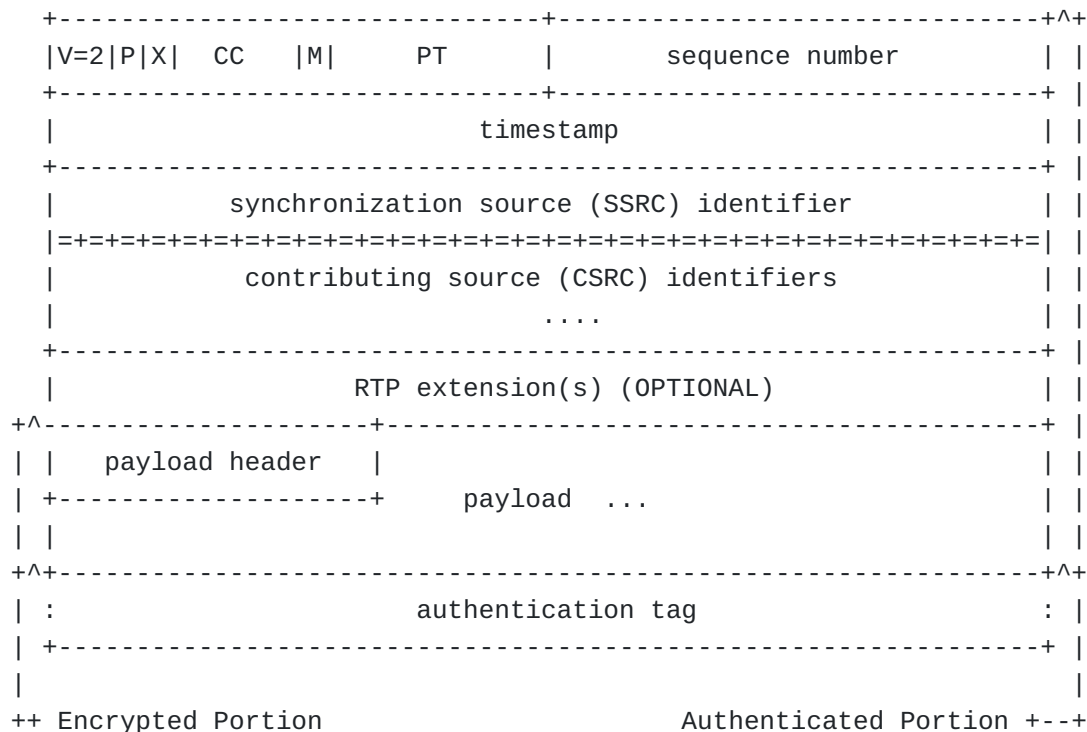 V=2 P X CC M PT sequence number
timestamp
synchronization source (SSRC) identifier
contributing source (CSRC) identifiers
....
RTP extension(s) (OPTIONAL)
payload header
payload ...
authentication tag
Encrypted Portion Authenticated Portion